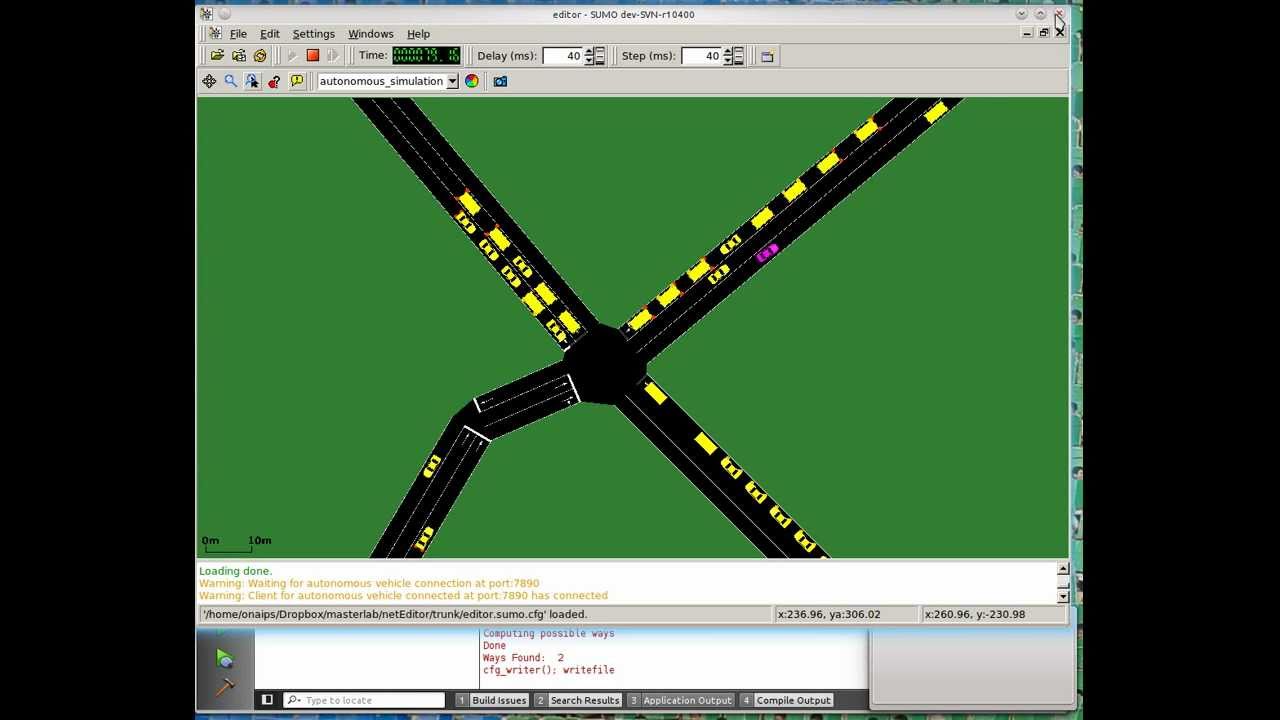 editor - SUMO dev-SVN-r10400
File Edit Settings Windows Help
Time: Delay (ms): 40 Step (ms): 40
autonomous_simulation
0m 10m
Loading done.
Warning: Waiting for autonomous vehicle connection at port:7890
Warning: Client for autonomous vehicle connected at port:7890 has connected
'/home/onaips/Dropbox/masterlab/netEditor/trunk/editor.sumo.cfg' loaded. x:236.96, ya:306.02 x:260.96, y:-230.98
Computing possible ways
Done
Ways Found: 2
cfg_writer(); writefile
Type to locate 1 Build Issues 2 Search Results 3 Application Output 4 Compile Output